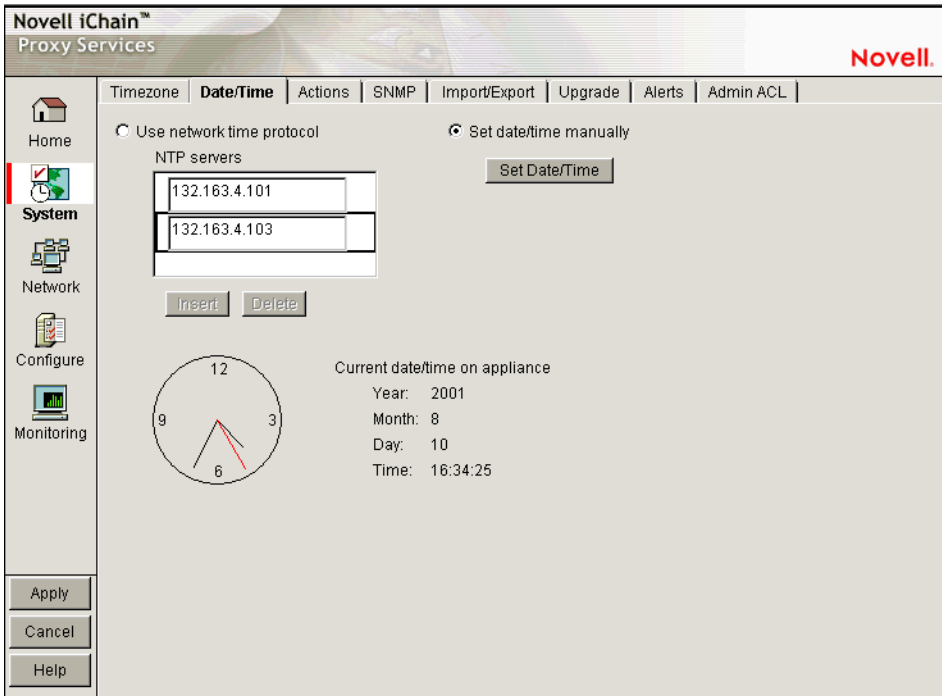 Novell iChain™
Proxy Services
Novell.
Timezone Date/Time Actions SNMP Import/Export Upgrade Alerts Admin ACL
Home
System
Network
Configure
Monitoring
Use network time protocol
Set date/time manually
NTP servers
Set Date/Time
132.163.4.101
132.163.4.103
Insert Delete
12
9
3
6
Current date/time on appliance
Year: 2001
Month: 8
Day: 10
Time: 16:34:25
Apply
Cancel
Help